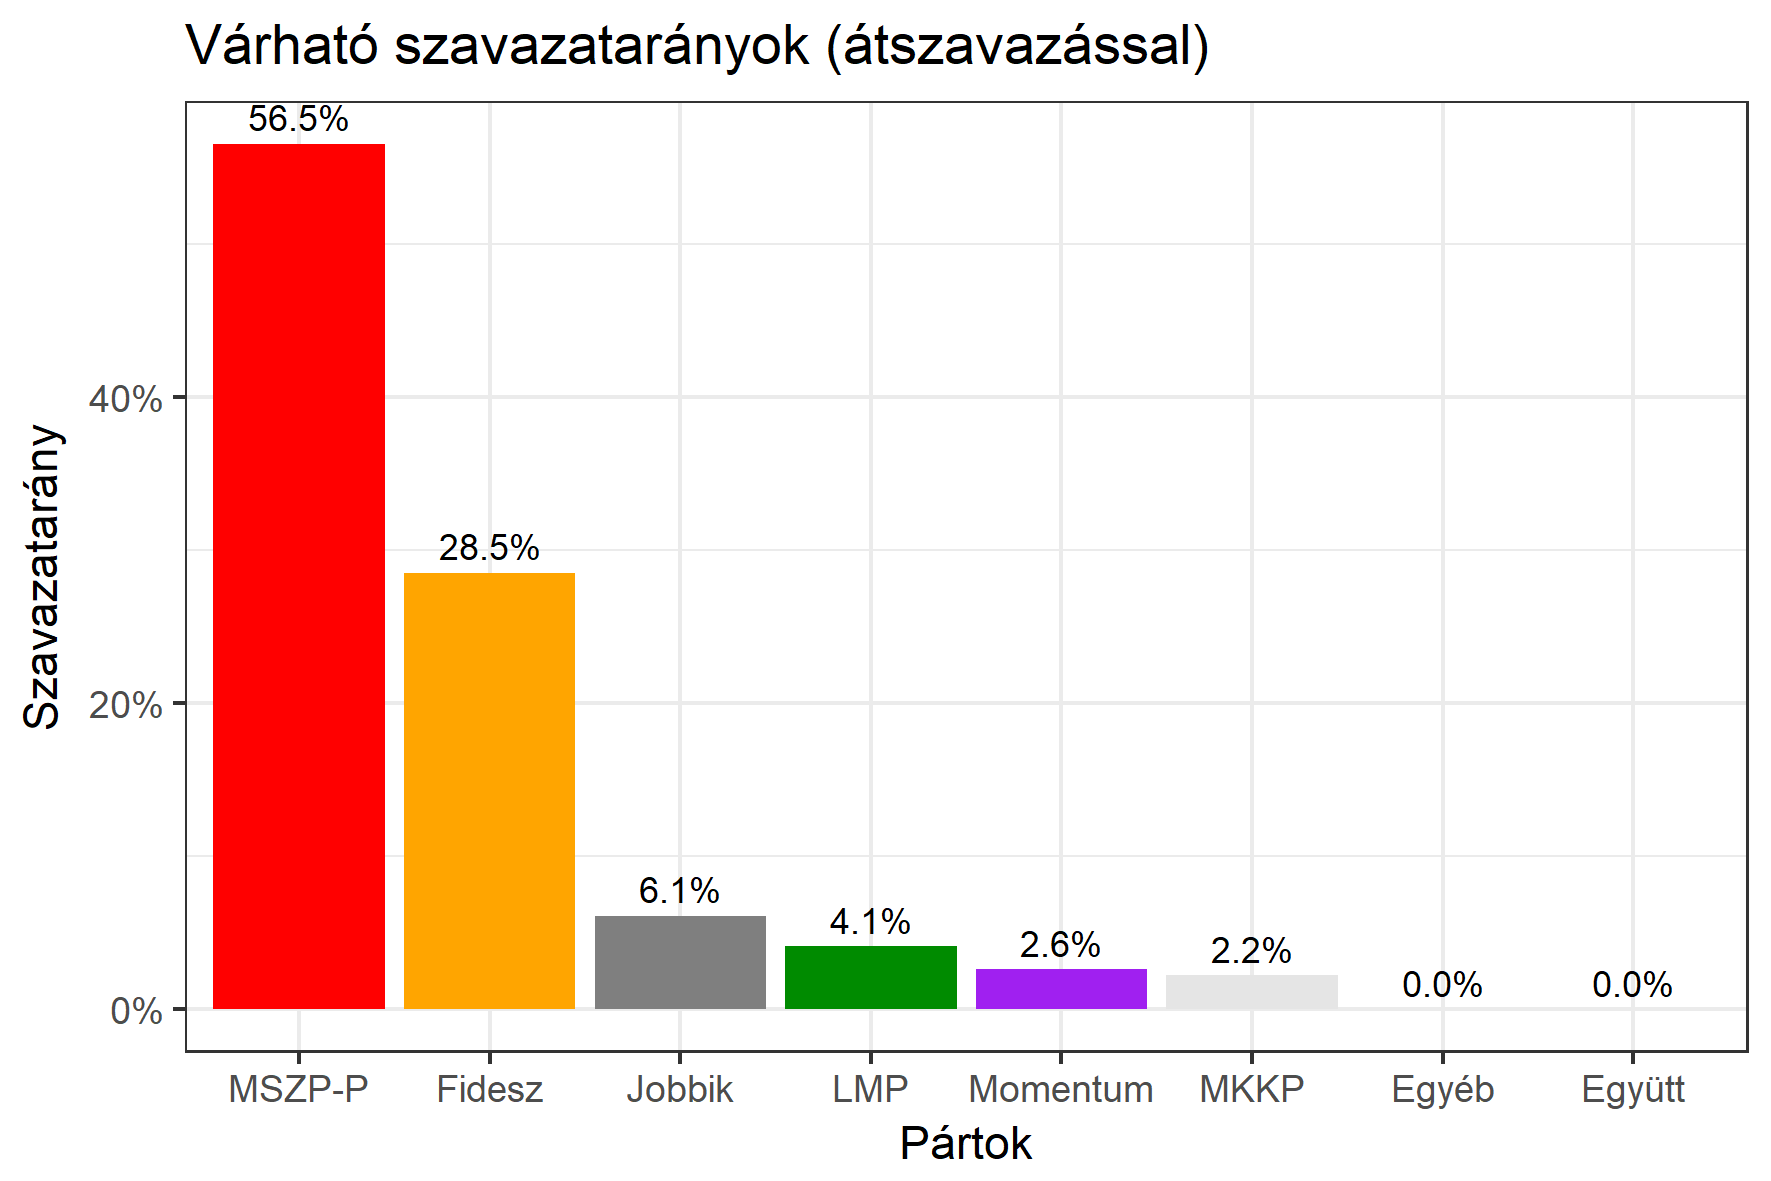 Várható szavazatarányok (átszavazással)
56.5%
28.5%
6.1%
4.1%
2.6%
2.2%
0.0%
0.0%
40%
20%
0%
Szavazatarány
MSZP-P Fidesz Jobbik LMP Momentum MKKP Egyéb Együtt
Pártok